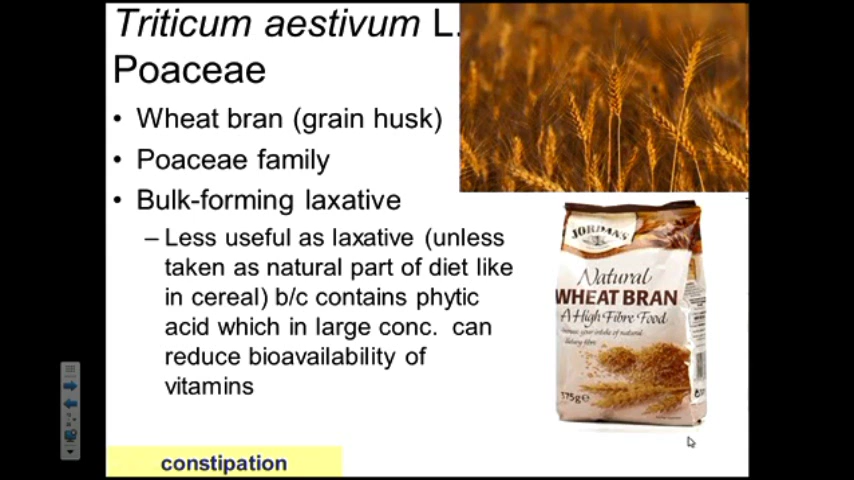 Triticum aestivum L.
Poaceae
• Wheat bran (grain husk)
• Poaceae family
• Bulk-forming laxative
– Less useful as laxative (unless
taken as natural part of diet like
in cereal) b/c contains phytic
acid which in large conc. can
reduce bioavailability of
vitamins
JORDANS
Natural
WHEAT BRAN
A High Fibre Food
575g e
constipation